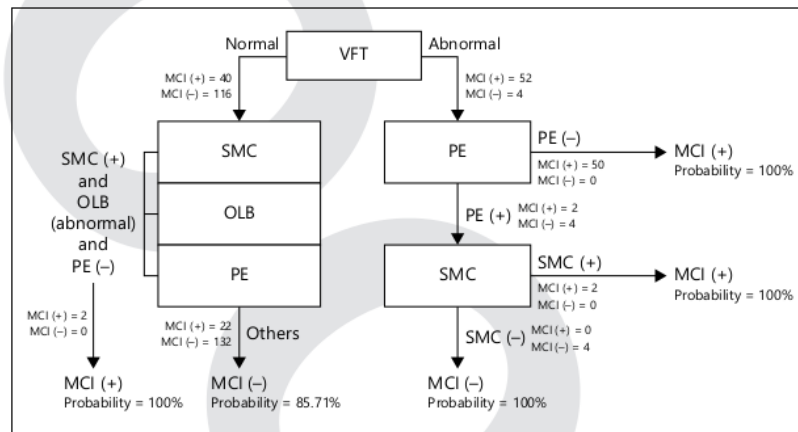 VFT
Normal
MCI (+) = 40
MCI (–) = 116
Abnormal
MCI (+) = 52
MCI (–) = 4
SMC
OLB
PE
SMC (+)
and
OLB
(abnormal)
and
PE (–)
MCI (+) = 2
MCI (–) = 0
MCI (+)
Probability = 100%
MCI (+) = 22
MCI (–) = 132
Others
MCI (–)
Probability = 85.71%
PE
PE (–)
MCI (+) = 50
MCI (–) = 0
MCI (+)
Probability = 100%
PE (+)
MCI (+) = 2
MCI (–) = 4
SMC
SMC (+)
MCI (+) = 2
MCI (–) = 0
MCI (+)
Probability = 100%
SMC (–)
MCI (+) = 0
MCI (–) = 4
MCI (–)
Probability = 100%